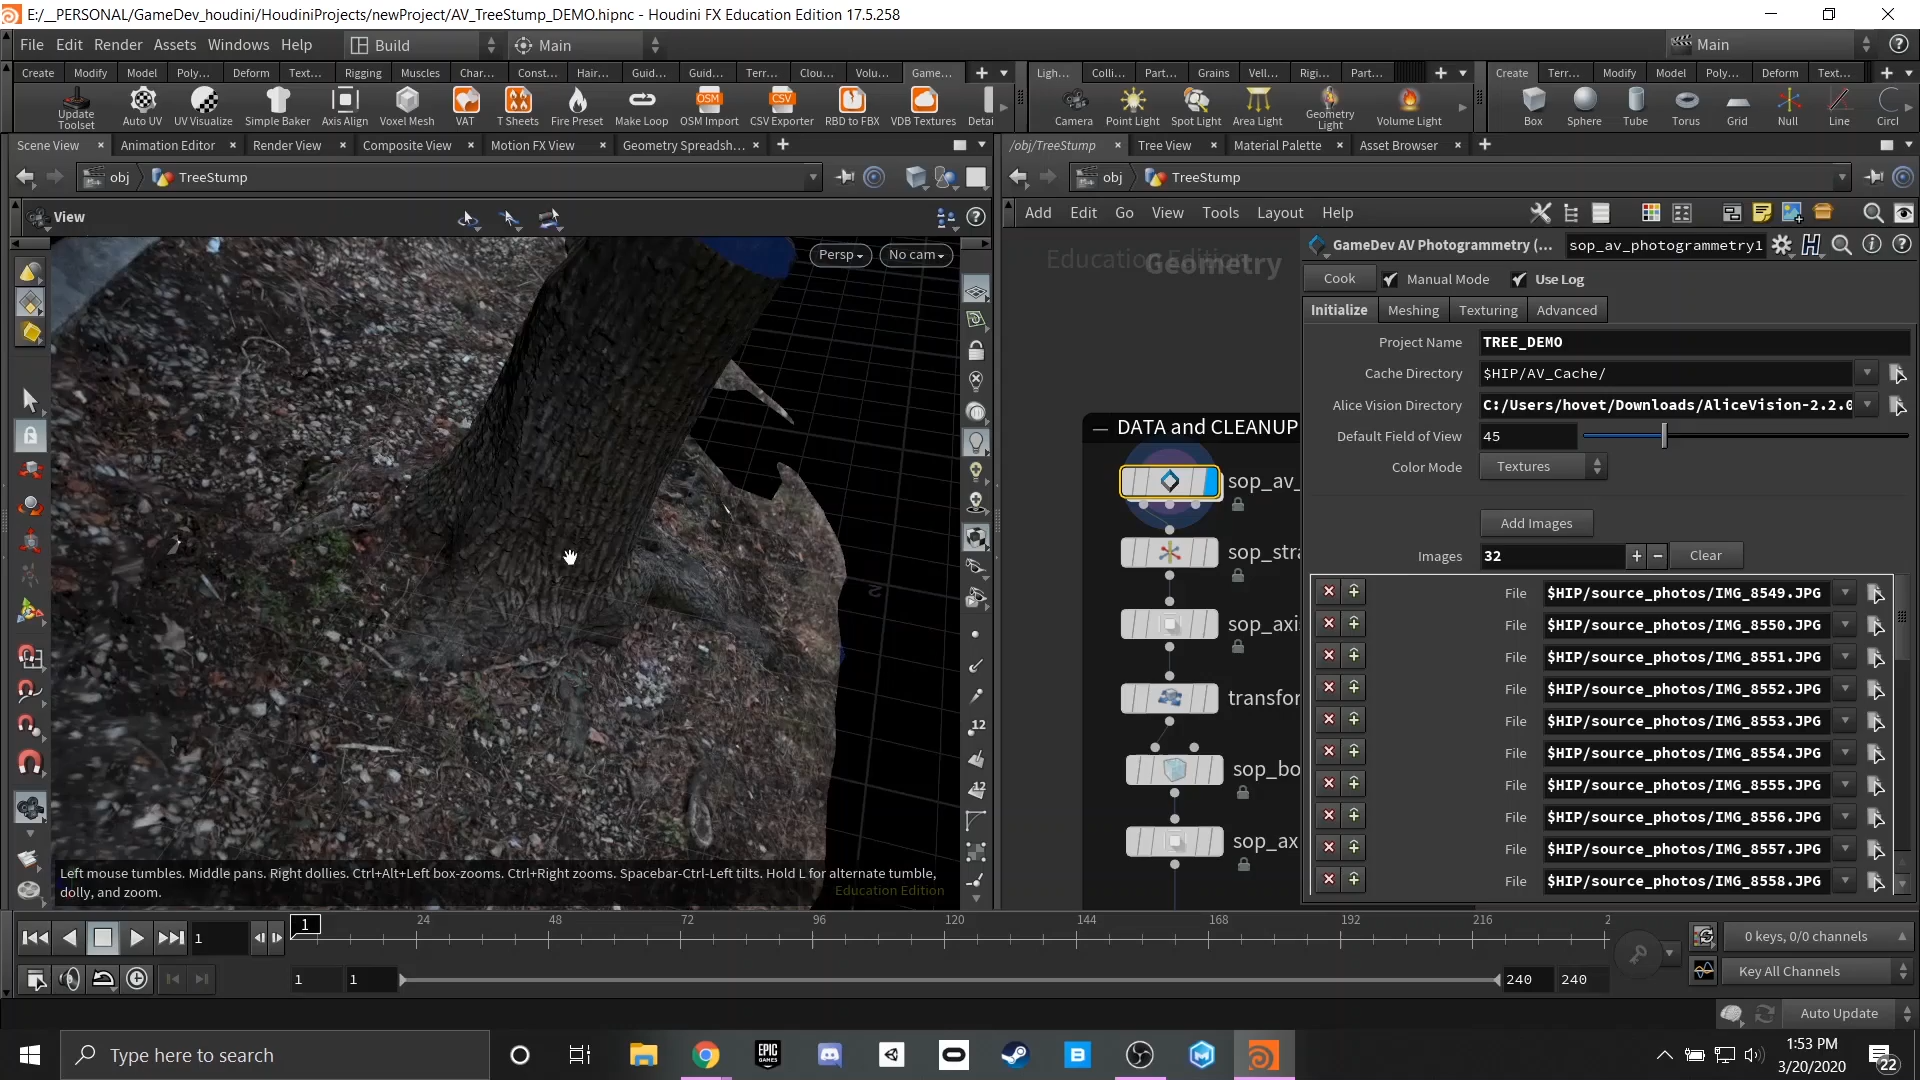 E:/__PERSONAL/GameDev_houdini/HoudiniProjects/newProject/AV_TreeStump_DEMO.hipnc - Houdini FX Education Edition 17.5.258
File Edit Render Assets Windows Help Build Main Main
Create Modify Model Poly... Deform Text... Rigging Muscles Char... Const... Hair... Guid... Guid... Terr... Clou... Volu... Game...
Ligh... Colli... Part... Grains Vell... Rigi... Part...
Create Terr... Modify Model Poly... Deform Text...
Update Toolset Auto UV UV Visualize Simple Baker Axis Align Voxel Mesh VAT T Sheets Fire Preset Make Loop OSM Import CSV Exporter RBD to FBX VDB Textures Detai
OSM CSV
Camera Point Light Spot Light Area Light Geometry Light Volume Light
Box Sphere Tube Torus Grid Null Line Circl
Scene View Animation Editor Render View Composite View Motion FX View Geometry Spreadsh...
/obj/TreeStump Tree View Material Palette Asset Browser
obj TreeStump
obj TreeStump
View
Add Edit Go View Tools Layout Help
Persp No cam
Education Edition
Geometry
GameDev AV Photogrammetry (... sop_av_photogrammetry1
Cook Manual Mode Use Log
Initialize Meshing Texturing Advanced
Project Name TREE_DEMO
Cache Directory $HIP/AV_Cache/
Alice Vision Directory C:/Users/hovet/Downloads/AliceVision-2.2.0
Default Field of View 45
Color Mode Textures
Add Images
Images 32 + − Clear
File $HIP/source_photos/IMG_8549.JPG
File $HIP/source_photos/IMG_8550.JPG
File $HIP/source_photos/IMG_8551.JPG
File $HIP/source_photos/IMG_8552.JPG
File $HIP/source_photos/IMG_8553.JPG
File $HIP/source_photos/IMG_8554.JPG
File $HIP/source_photos/IMG_8555.JPG
File $HIP/source_photos/IMG_8556.JPG
File $HIP/source_photos/IMG_8557.JPG
File $HIP/source_photos/IMG_8558.JPG
DATA and CLEANUP
sop_av_
sop_stra
sop_axi
transfor
sop_bo
sop_ax
12
12
Left mouse tumbles. Middle pans. Right dollies. Ctrl+Alt+Left box-zooms. Ctrl+Right zooms. Spacebar-Ctrl-Left tilts. Hold L for alternate tumble,
dolly, and zoom.
Education Edition
1 1 24 48 72 96 120 144 168 192 216 2
0 keys, 0/0 channels
1 1 240 240
Key All Channels
Auto Update
Type here to search
EPIC GAMES
B
1:53 PM
3/20/2020
22